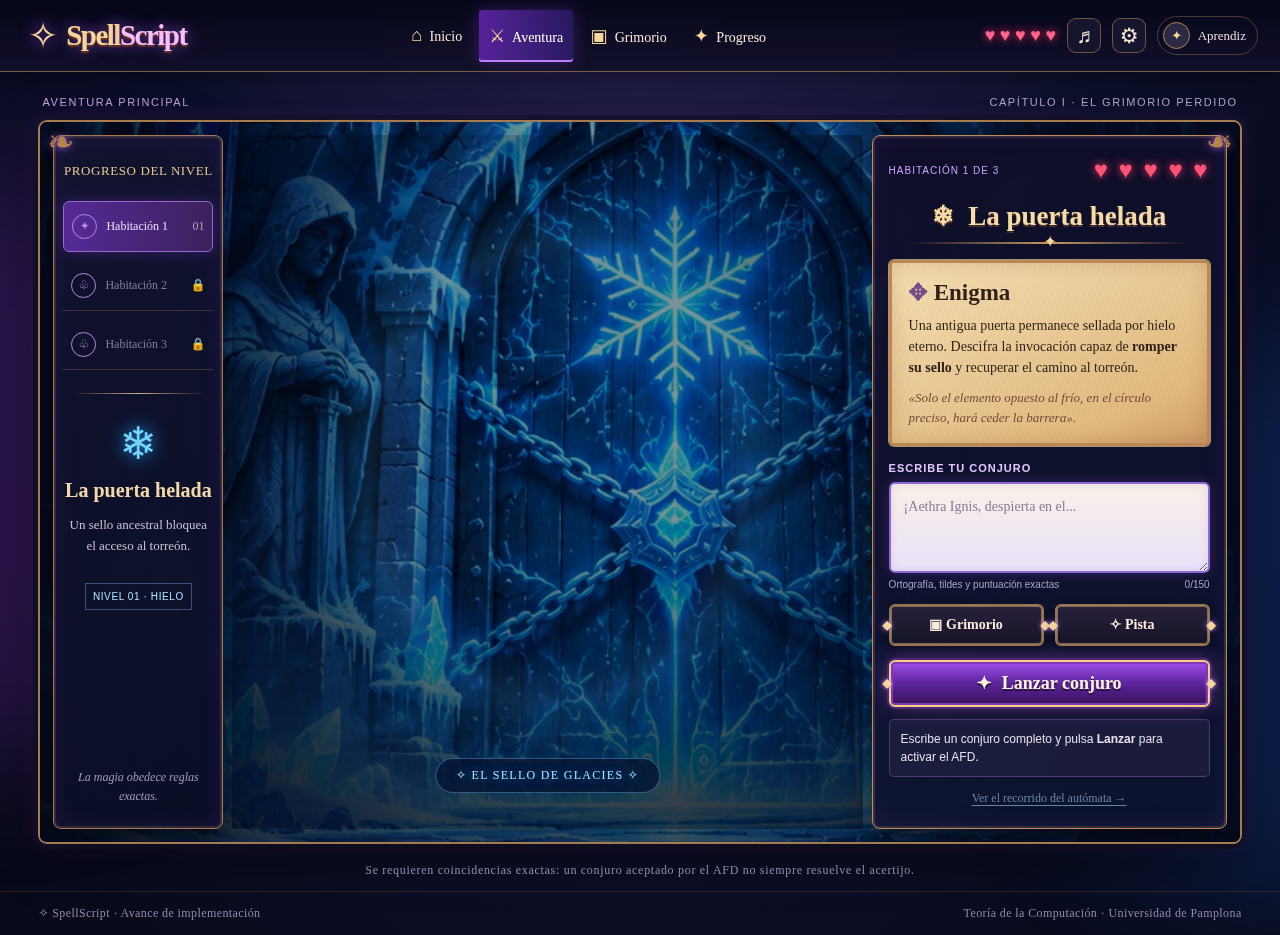 SpellScript
Inicio
Aventura
Grimorio
Progreso
Aprendiz
AVENTURA PRINCIPAL
CAPÍTULO I · EL GRIMORIO PERDIDO
PROGRESO DEL NIVEL
Habitación 1 01
Habitación 2
Habitación 3
La puerta helada
Un sello ancestral bloquea
el acceso al torreón.
NIVEL 01 · HIELO
La magia obedece reglas
exactas.
✧ EL SELLO DE GLACIES ✧
HABITACIÓN 1 DE 3
La puerta helada
Enigma
Una antigua puerta permanece sellada por hielo
eterno. Descifra la invocación capaz de romper
su sello y recuperar el camino al torreón.
«Solo el elemento opuesto al frío, en el círculo
preciso, hará ceder la barrera».
ESCRIBE TU CONJURO
¡Aethra Ignis, despierta en el...
Ortografía, tildes y puntuación exactas 0/150
Grimorio
Pista
Lanzar conjuro
Escribe un conjuro completo y pulsa Lanzar para
activar el AFD.
Ver el recorrido del autómata →
Se requieren coincidencias exactas: un conjuro aceptado por el AFD no siempre resuelve el acertijo.
✧ SpellScript · Avance de implementación
Teoría de la Computación · Universidad de Pamplona